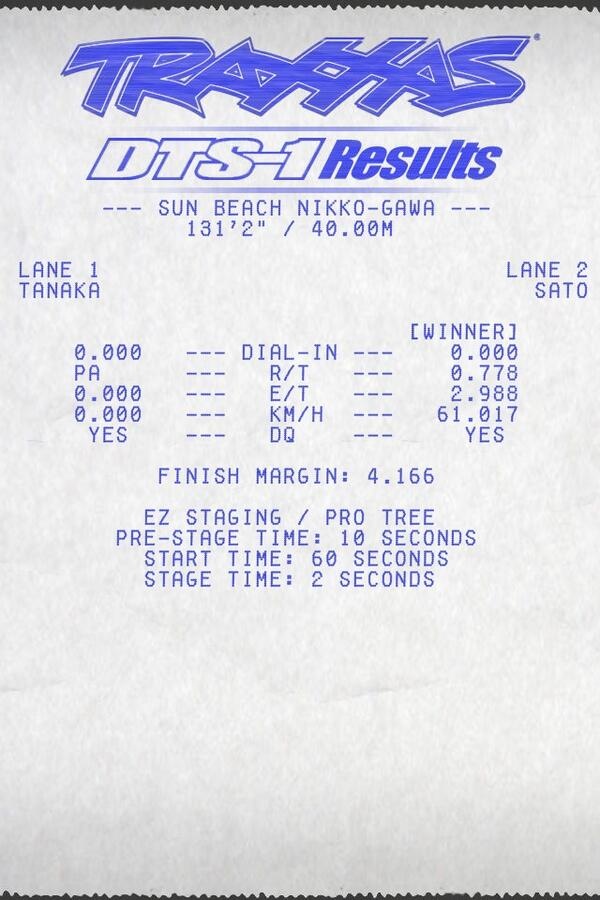 TRAXXAS®
DTS-1 Results
--- SUN BEACH NIKKO-GAWA ---
131'2" / 40.00M
LANE 1 LANE 2
TANAKA SATO
[WINNER]
0.000 --- DIAL-IN --- 0.000
PA --- R/T --- 0.778
0.000 --- E/T --- 2.988
0.000 --- KM/H --- 61.017
YES --- DQ --- YES
FINISH MARGIN: 4.166
EZ STAGING / PRO TREE
PRE-STAGE TIME: 10 SECONDS
START TIME: 60 SECONDS
STAGE TIME: 2 SECONDS